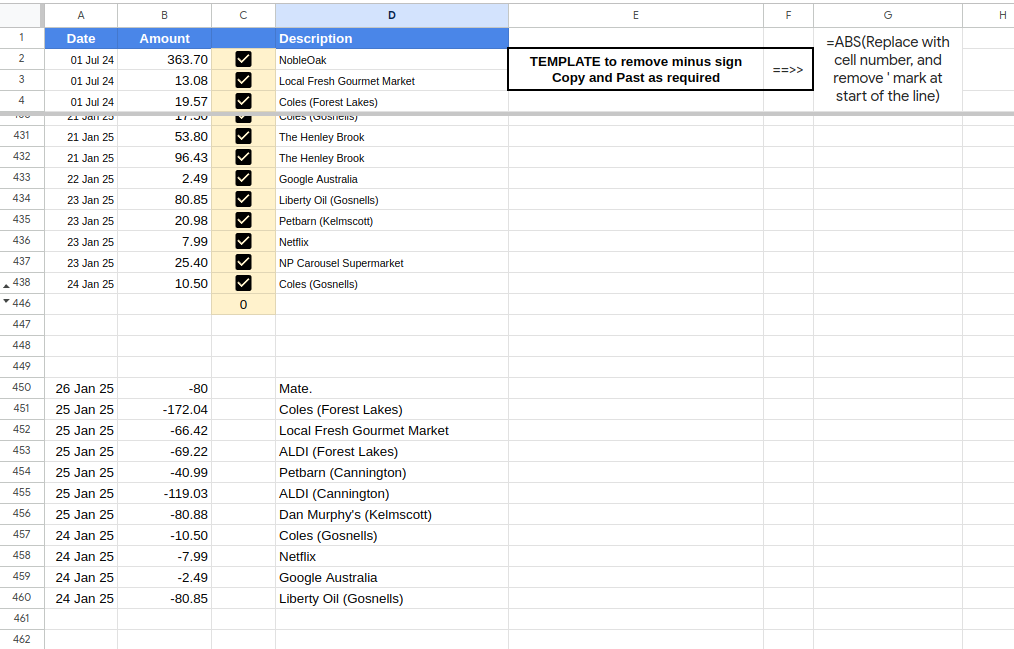 A B C D E F G H
1 Date Amount Description
2 01 Jul 24 363.70 NobleOak
3 01 Jul 24 13.08 Local Fresh Gourmet Market
4 01 Jul 24 19.57 Coles (Forest Lakes)
TEMPLATE to remove minus sign
Copy and Past as required
==>>
=ABS(Replace with
cell number, and
remove ' mark at
start of the line)
21 Jan 25 17.50 Coles (Gosnells)
431 21 Jan 25 53.80 The Henley Brook
432 21 Jan 25 96.43 The Henley Brook
433 22 Jan 25 2.49 Google Australia
434 23 Jan 25 80.85 Liberty Oil (Gosnells)
435 23 Jan 25 20.98 Petbarn (Kelmscott)
436 23 Jan 25 7.99 Netflix
437 23 Jan 25 25.40 NP Carousel Supermarket
438 24 Jan 25 10.50 Coles (Gosnells)
446 0
447
448
449
450 26 Jan 25 -80 Mate.
451 25 Jan 25 -172.04 Coles (Forest Lakes)
452 25 Jan 25 -66.42 Local Fresh Gourmet Market
453 25 Jan 25 -69.22 ALDI (Forest Lakes)
454 25 Jan 25 -40.99 Petbarn (Cannington)
455 25 Jan 25 -119.03 ALDI (Cannington)
456 25 Jan 25 -80.88 Dan Murphy's (Kelmscott)
457 24 Jan 25 -10.50 Coles (Gosnells)
458 24 Jan 25 -7.99 Netflix
459 24 Jan 25 -2.49 Google Australia
460 24 Jan 25 -80.85 Liberty Oil (Gosnells)
461
462